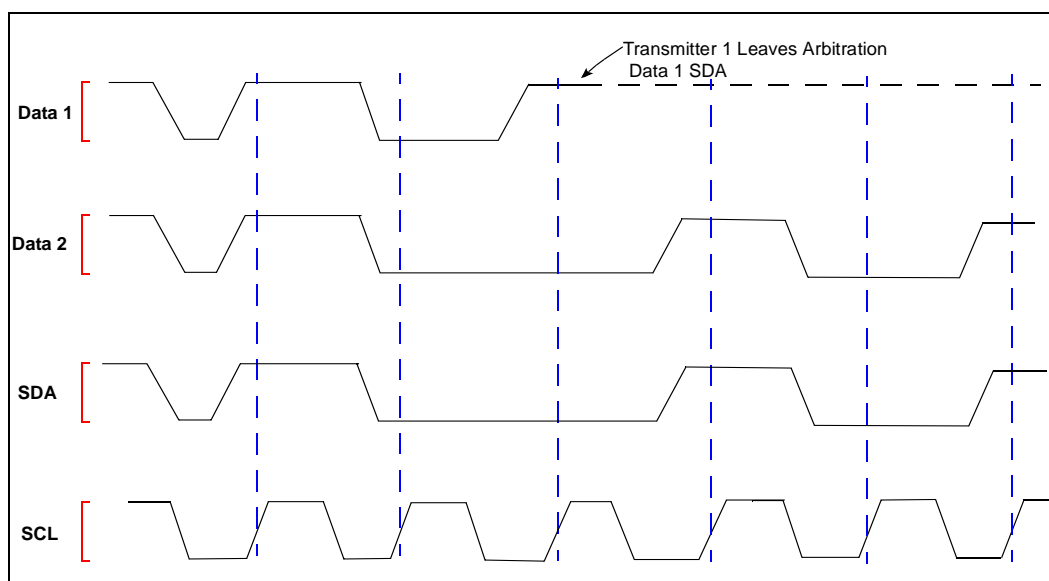 Transmitter 1 Leaves Arbitration
Data 1 SDA
Data 1
Data 2
SDA
SCL